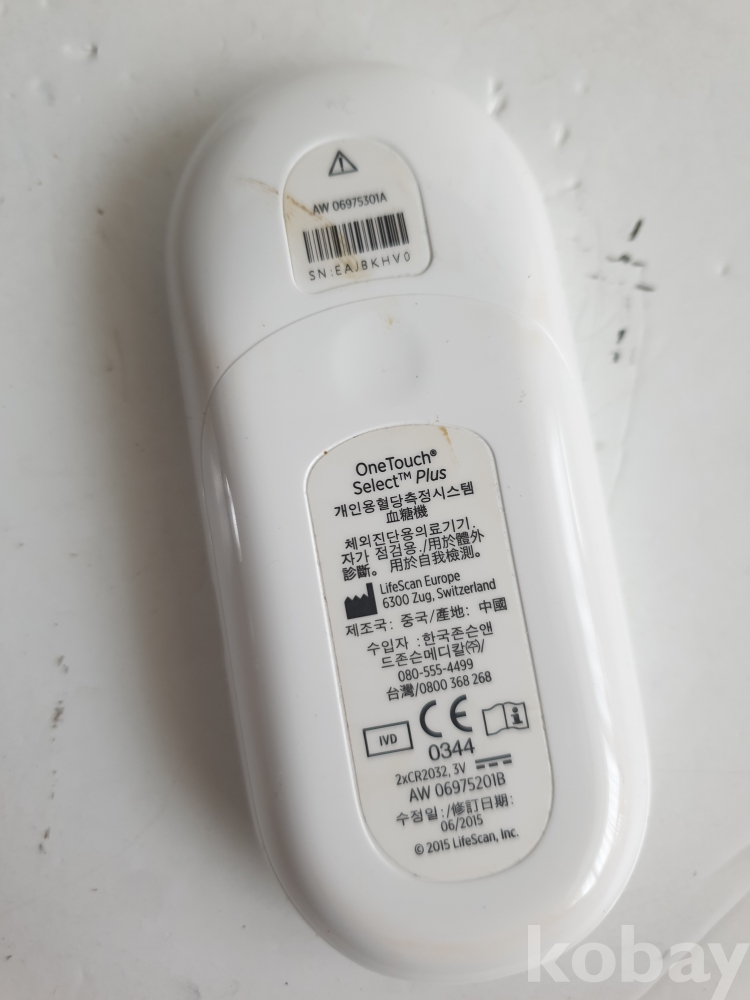 AW 06975301A
SN:EAJBKHV0
OneTouch®
Select™ Plus
개인용혈당측정시스템
血糖機
체외진단용의료기기.
자가 점검용./用於體外
診斷。 用於自我檢測。
LifeScan Europe
6300 Zug, Switzerland
제조국: 중국/產地: 中國
수입자 :한국존슨앤
드존슨메디칼㈜/
080-555-4499
台灣/0800 368 268
IVD
CE
0344
2xCR2032, 3V
AW 06975201B
수정일:/修訂日期:
06/2015
© 2015 LifeScan, Inc.
kobay